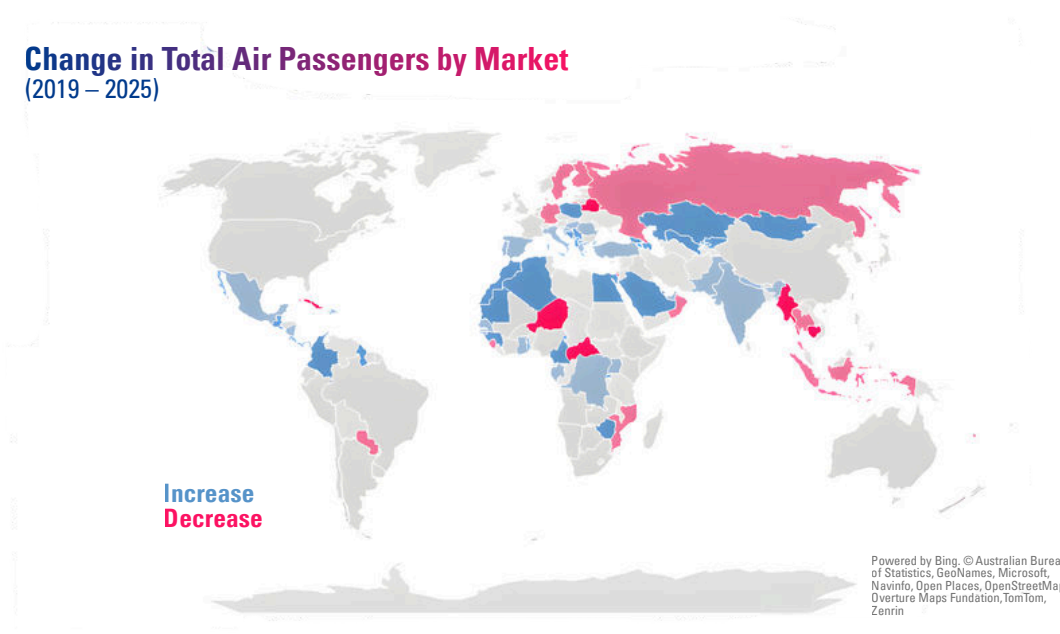 Change in Total Air Passengers by Market
(2019 – 2025)
Increase
Decrease
Powered by Bing. © Australian Burea
of Statistics, GeoNames, Microsoft,
Navinfo, Open Places, OpenStreetMa
Overture Maps Fundation,TomTom,
Zenrin